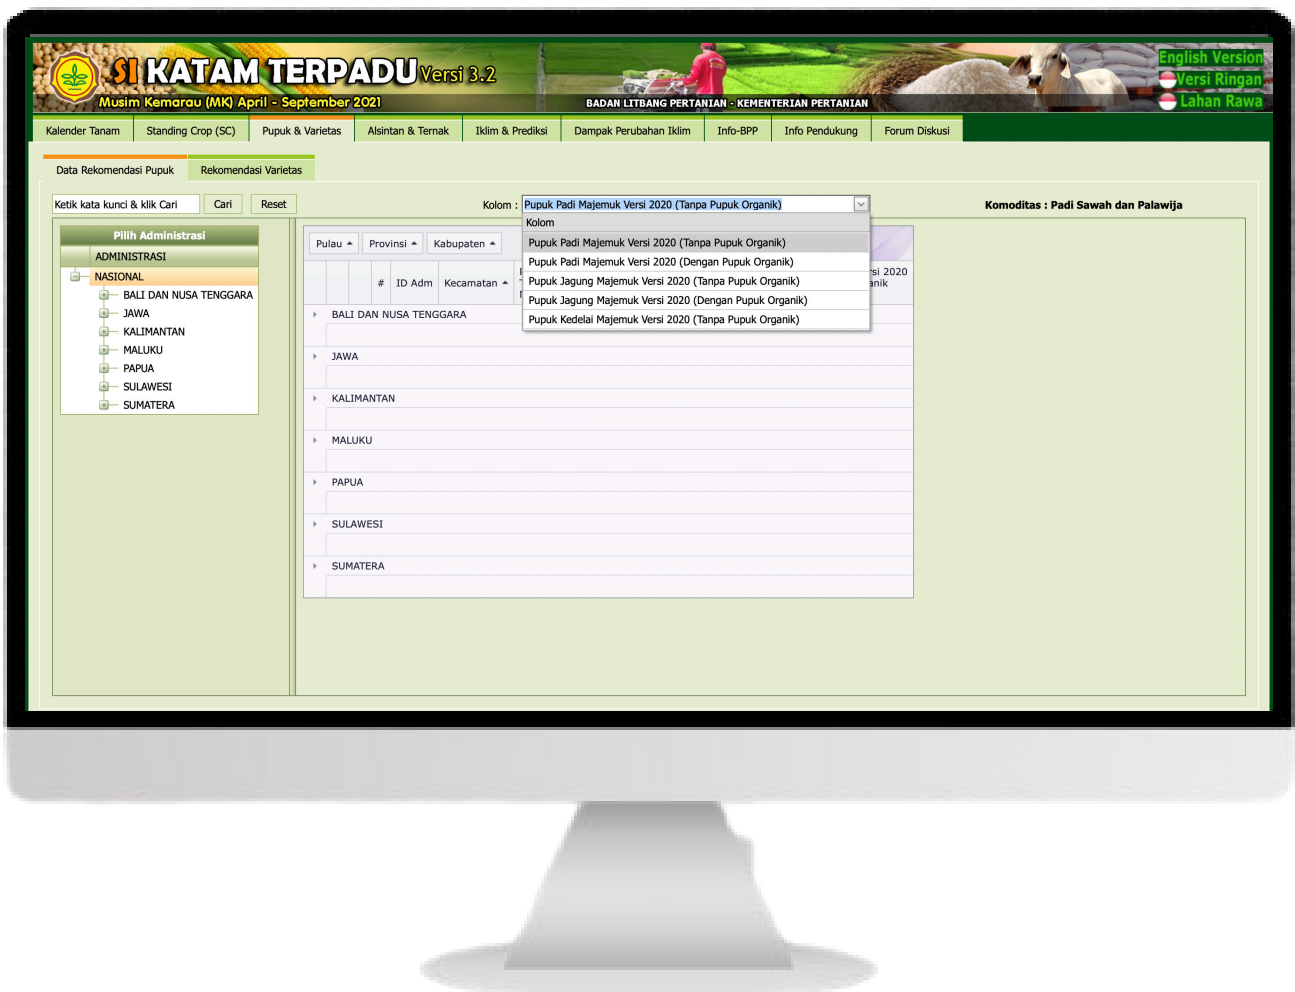 SI KATAM TERPADU Versi 3.2
Musim Kemarau (MK) April - September 2021
BADAN LITBANG PERTANIAN - KEMENTERIAN PERTANIAN
English Version
Versi Ringan
Lahan Rawa
Kalender Tanam Standing Crop (SC) Pupuk & Varietas Alsintan & Ternak Iklim & Prediksi Dampak Perubahan Iklim Info-BPP Info Pendukung Forum Diskusi
Data Rekomendasi Pupuk Rekomendasi Varietas
Ketik kata kunci & klik Cari Cari Reset Kolom : Pupuk Padi Majemuk Versi 2020 (Tanpa Pupuk Organik) Komoditas : Padi Sawah dan Palawija
Kolom
Pupuk Padi Majemuk Versi 2020 (Tanpa Pupuk Organik)
Pupuk Padi Majemuk Versi 2020 (Dengan Pupuk Organik)
Pupuk Jagung Majemuk Versi 2020 (Tanpa Pupuk Organik)
Pupuk Jagung Majemuk Versi 2020 (Dengan Pupuk Organik)
Pupuk Kedelai Majemuk Versi 2020 (Tanpa Pupuk Organik)
Pilih Administrasi
ADMINISTRASI
NASIONAL
BALI DAN NUSA TENGGARA
JAWA
KALIMANTAN
MALUKU
PAPUA
SULAWESI
SUMATERA
Pulau Provinsi Kabupaten
# ID Adm Kecamatan
rsi 2020
anik
BALI DAN NUSA TENGGARA
JAWA
KALIMANTAN
MALUKU
PAPUA
SULAWESI
SUMATERA